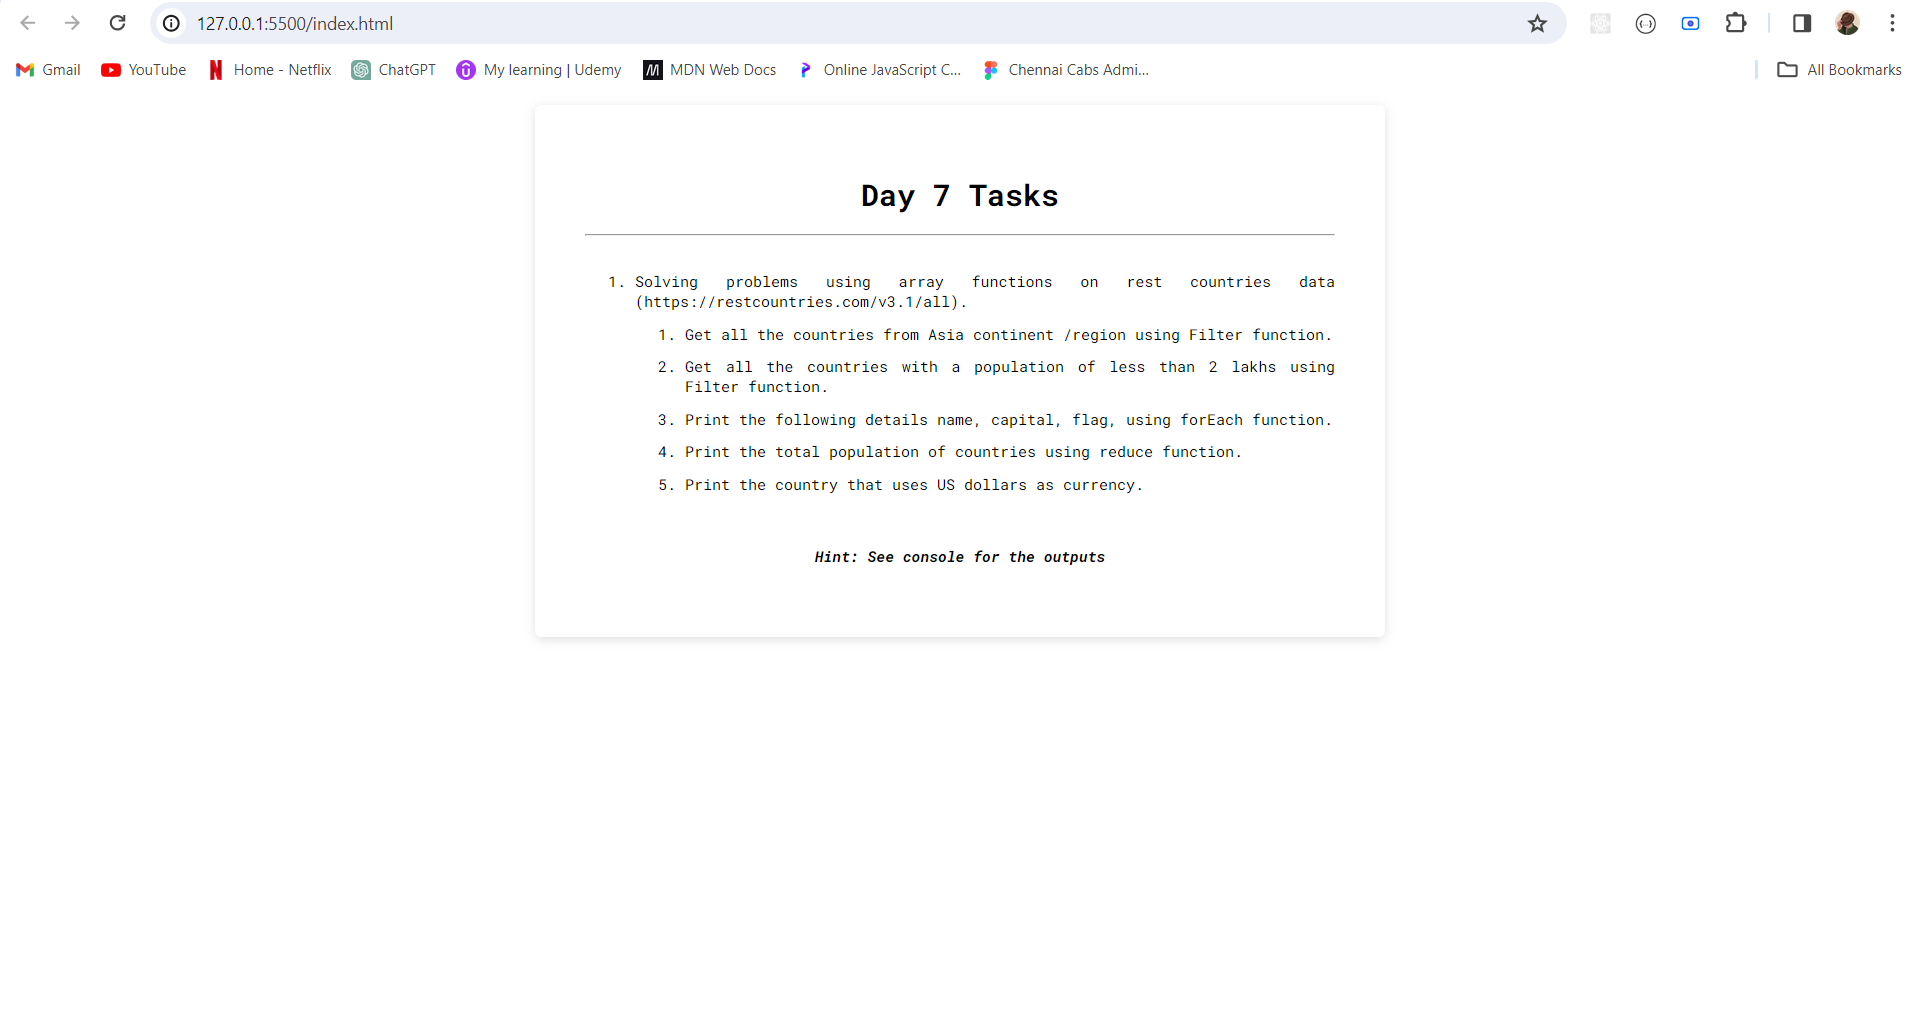 127.0.0.1:5500/index.html
Gmail YouTube Home - Netflix ChatGPT My learning | Udemy MDN Web Docs Online JavaScript C... Chennai Cabs Admi... All Bookmarks
Day 7 Tasks
1. Solving problems using array functions on rest countries data
(https://restcountries.com/v3.1/all).
1. Get all the countries from Asia continent /region using Filter function.
2. Get all the countries with a population of less than 2 lakhs using
Filter function.
3. Print the following details name, capital, flag, using forEach function.
4. Print the total population of countries using reduce function.
5. Print the country that uses US dollars as currency.
Hint: See console for the outputs